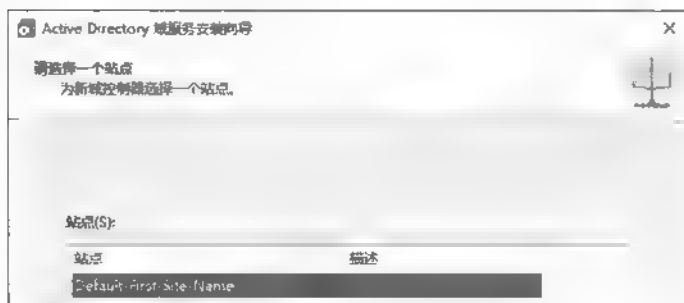 Active Directory 域服务安装向导
请选择一个站点
为新域控制器选择一个站点。
站点(S):
站点 描述
Default-First-Site-Name